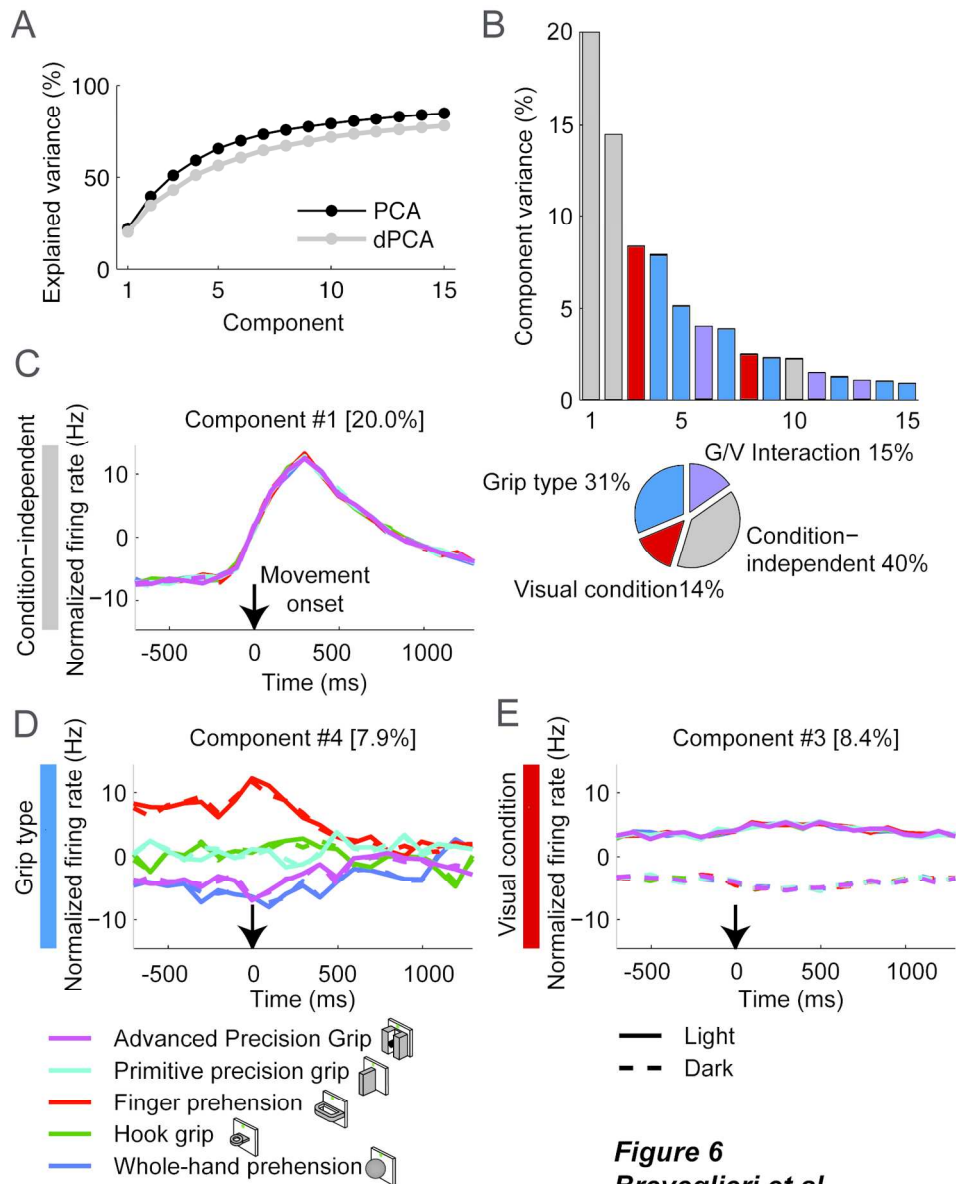 A
Explained variance (%)
100
50
0
PCA
dPCA
1 5 10 15
Component
B
Component variance (%)
20
15
10
5
0
1 5 10 15
G/V Interaction 15%
Grip type 31%
Condition-
independent 40%
Visual condition14%
C
Condition-independent
Component #1 [20.0%]
Normalized firing rate (Hz)
10
0
-10
Movement
onset
-500 0 500 1000
Time (ms)
D
Grip type
Component #4 [7.9%]
Normalized firing rate (Hz)
10
0
-10
-500 0 500 1000
Time (ms)
E
Visual condition
Component #3 [8.4%]
Normalized firing rate (Hz)
10
0
-10
-500 0 500 1000
Time (ms)
Advanced Precision Grip
Primitive precision grip
Finger prehension
Hook grip
Whole-hand prehension
Light
Dark
Figure 6
Breveglieri et al